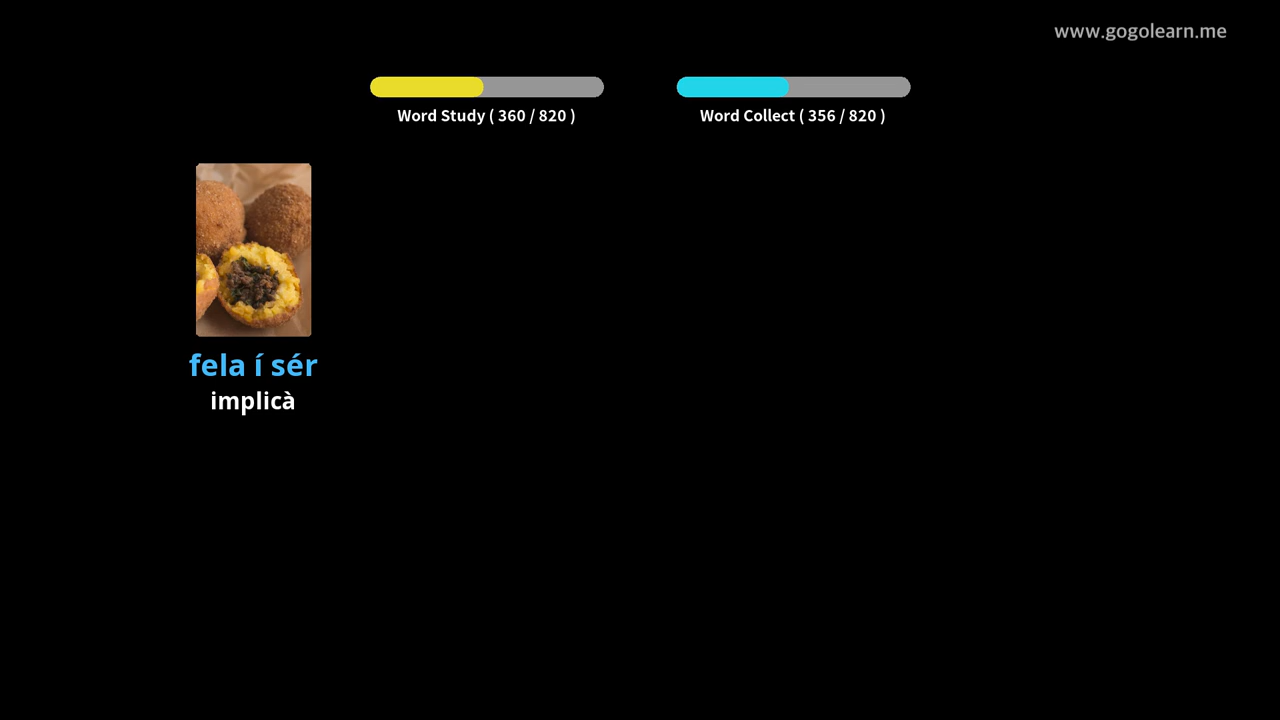 www.gogolearn.me
Word Study ( 360 / 820 )
Word Collect ( 356 / 820 )
fela í sér
implicà